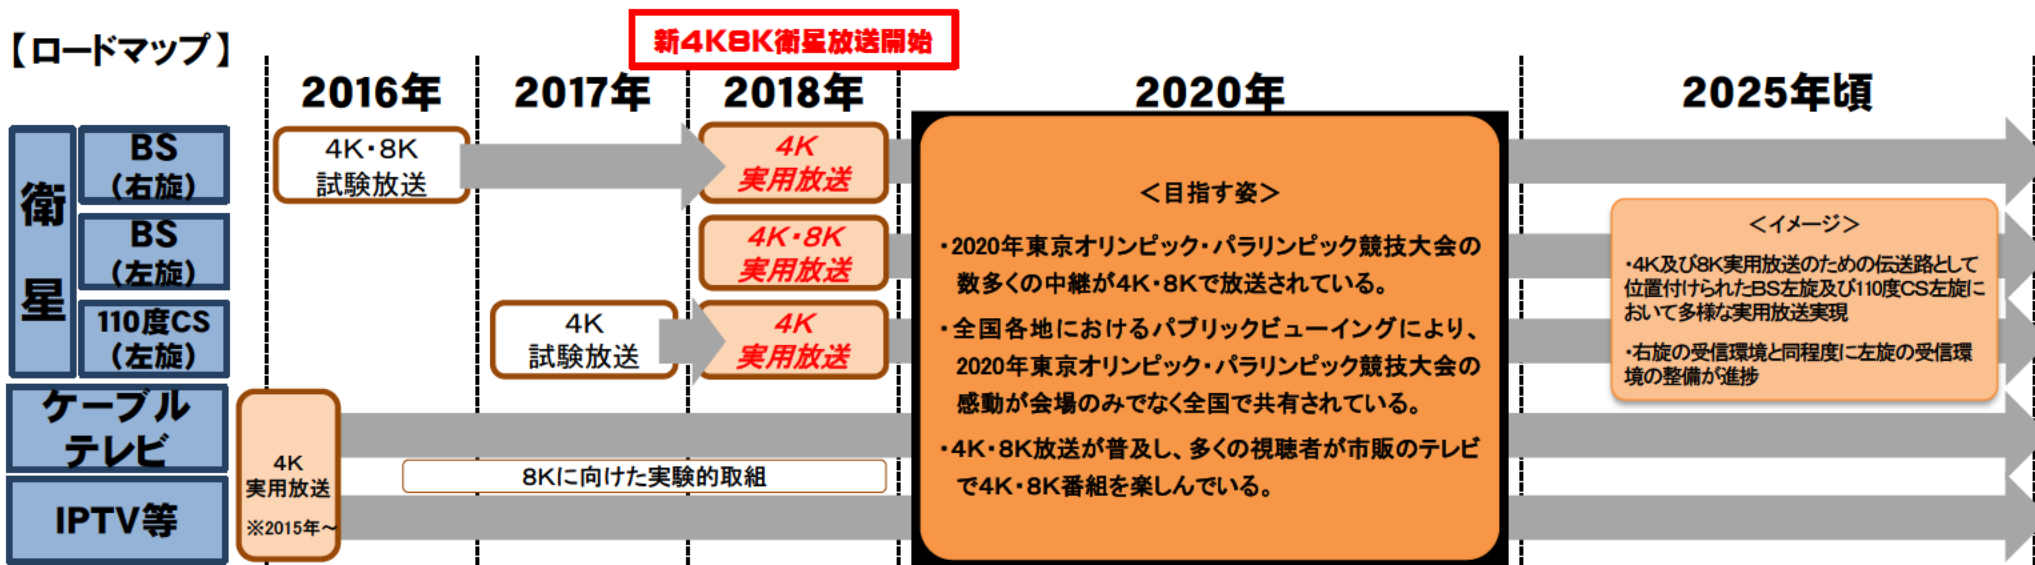 【ロードマップ】
新4K8K衛星放送開始
2016年
2017年
2018年
2020年
2025年頃
衛星
BS
（右旋）
4K・8K
試験放送
4K
実用放送
BS
（左旋）
4K・8K
実用放送
110度CS
（左旋）
4K
試験放送
4K
実用放送
ケーブル
テレビ
IPTV等
4K
実用放送
※2015年～
8Kに向けた実験的取組
＜目指す姿＞
・2020年東京オリンピック・パラリンピック競技大会の
数多くの中継が4K・8Kで放送されている。
・全国各地におけるパブリックビューイングにより、
2020年東京オリンピック・パラリンピック競技大会の
感動が会場のみでなく全国で共有されている。
・4K・8K放送が普及し、多くの視聴者が市販のテレビ
で4K・8K番組を楽しんでいる。
＜イメージ＞
・4K及び8K実用放送のための伝送路として
位置付けられたBS左旋及び110度CS左旋に
おいて多様な実用放送実現
・右旋の受信環境と同程度に左旋の受信環
境の整備が進捗